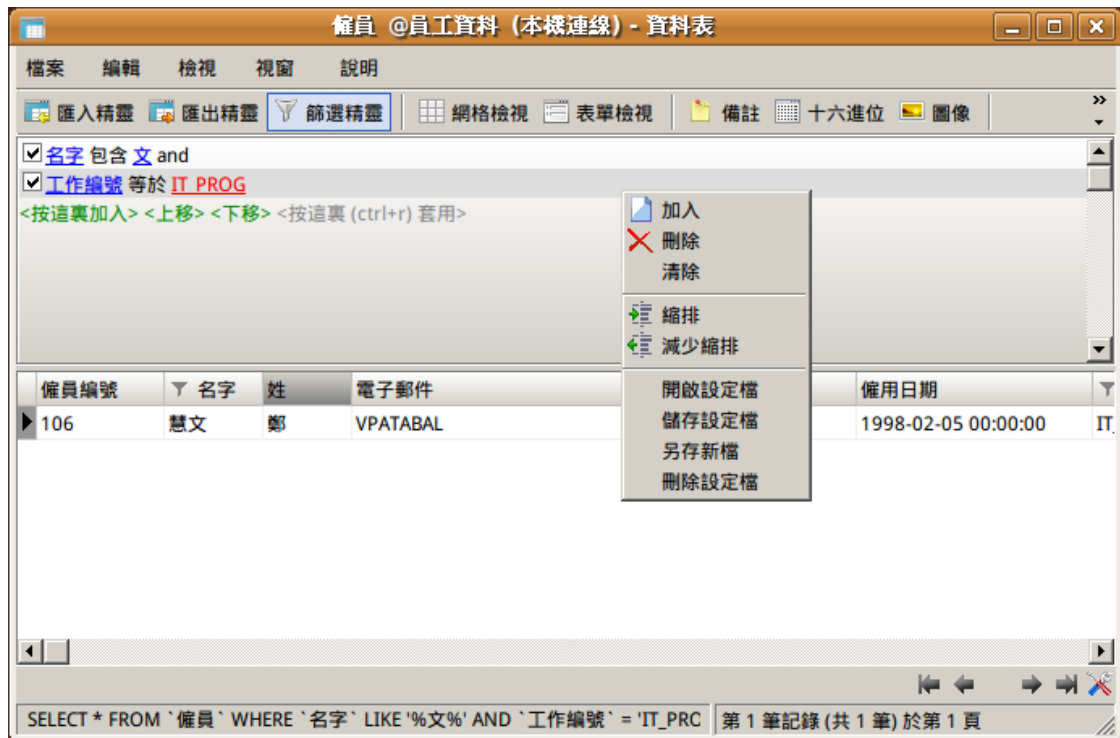 僱員 @員工資料 (本機連線) - 資料表
檔案 編輯 檢視 視窗 說明
匯入精靈 匯出精靈 篩選精靈 網格檢視 表單檢視 備註 十六進位 圖像
名字 包含 文 and
工作編號 等於 IT_PROG
<按這裏加入> <上移> <下移> <按這裏 (ctrl+r) 套用>
加入
刪除
清除
縮排
減少縮排
開啟設定檔
儲存設定檔
另存新檔
刪除設定檔
僱員編號 名字 姓 電子郵件 僱用日期
106 慧文 鄭 VPATABAL 1998-02-05 00:00:00 IT_
SELECT * FROM `僱員` WHERE `名字` LIKE '%文%' AND `工作編號` = 'IT_PRO 第 1 筆記錄 (共 1 筆) 於第 1 頁